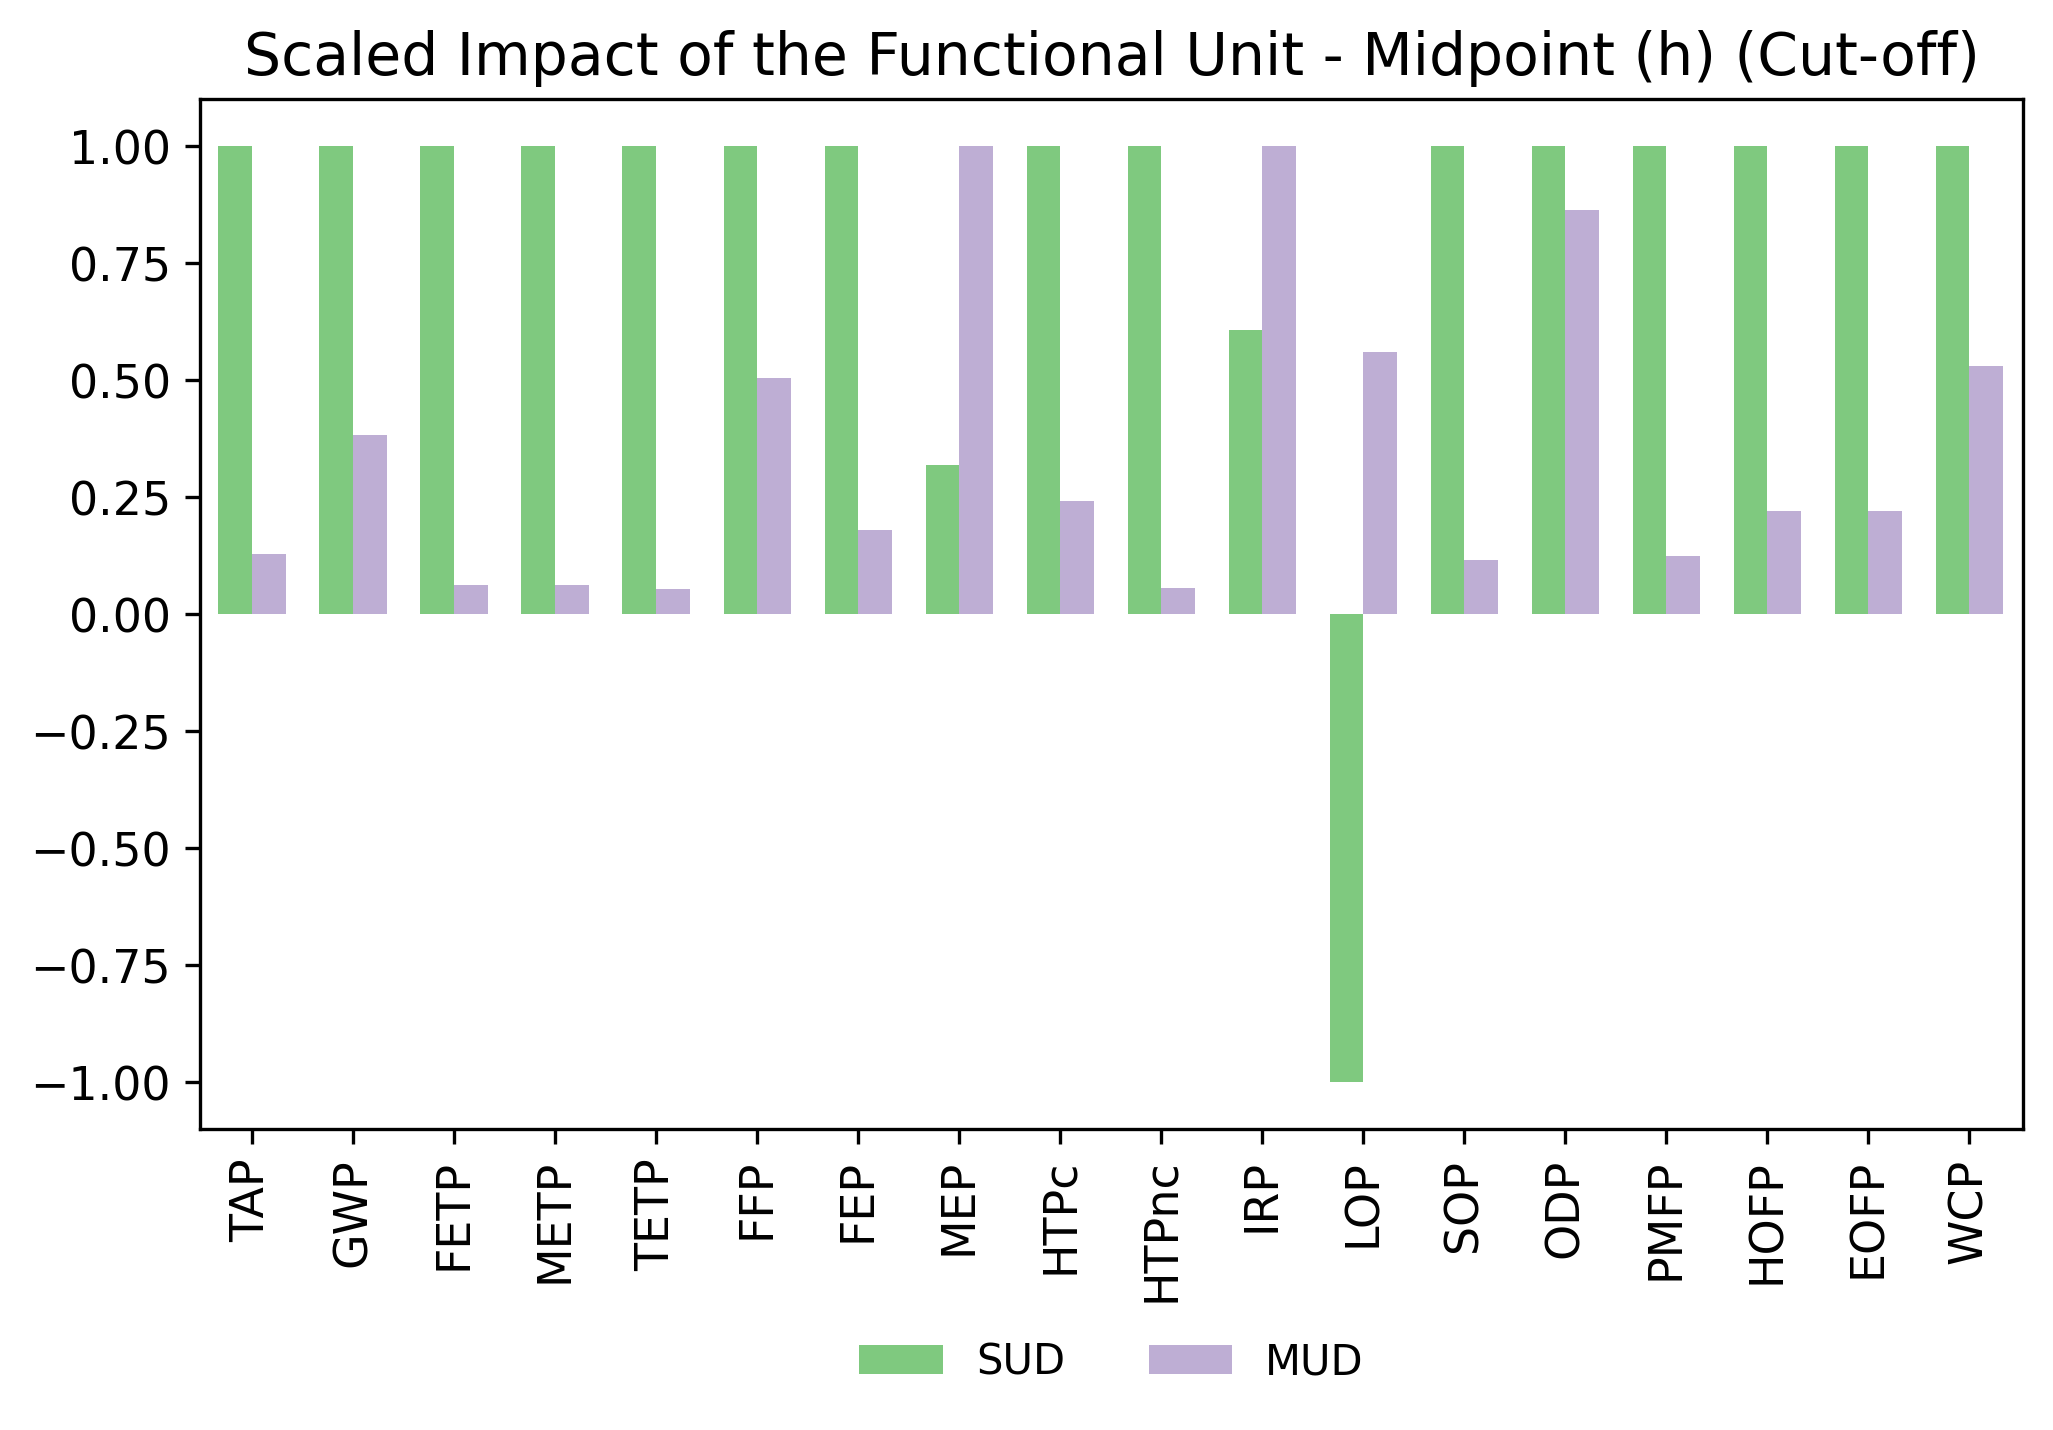 Scaled Impact of the Functional Unit - Midpoint (h) (Cut-off)
1.00
0.75
0.50
0.25
0.00
−0.25
−0.50
−0.75
−1.00
TAP
GWP
FETP
METP
TETP
FFP
FEP
MEP
HTPc
HTPnc
IRP
LOP
SOP
ODP
PMFP
HOFP
EOFP
WCP
SUD
MUD